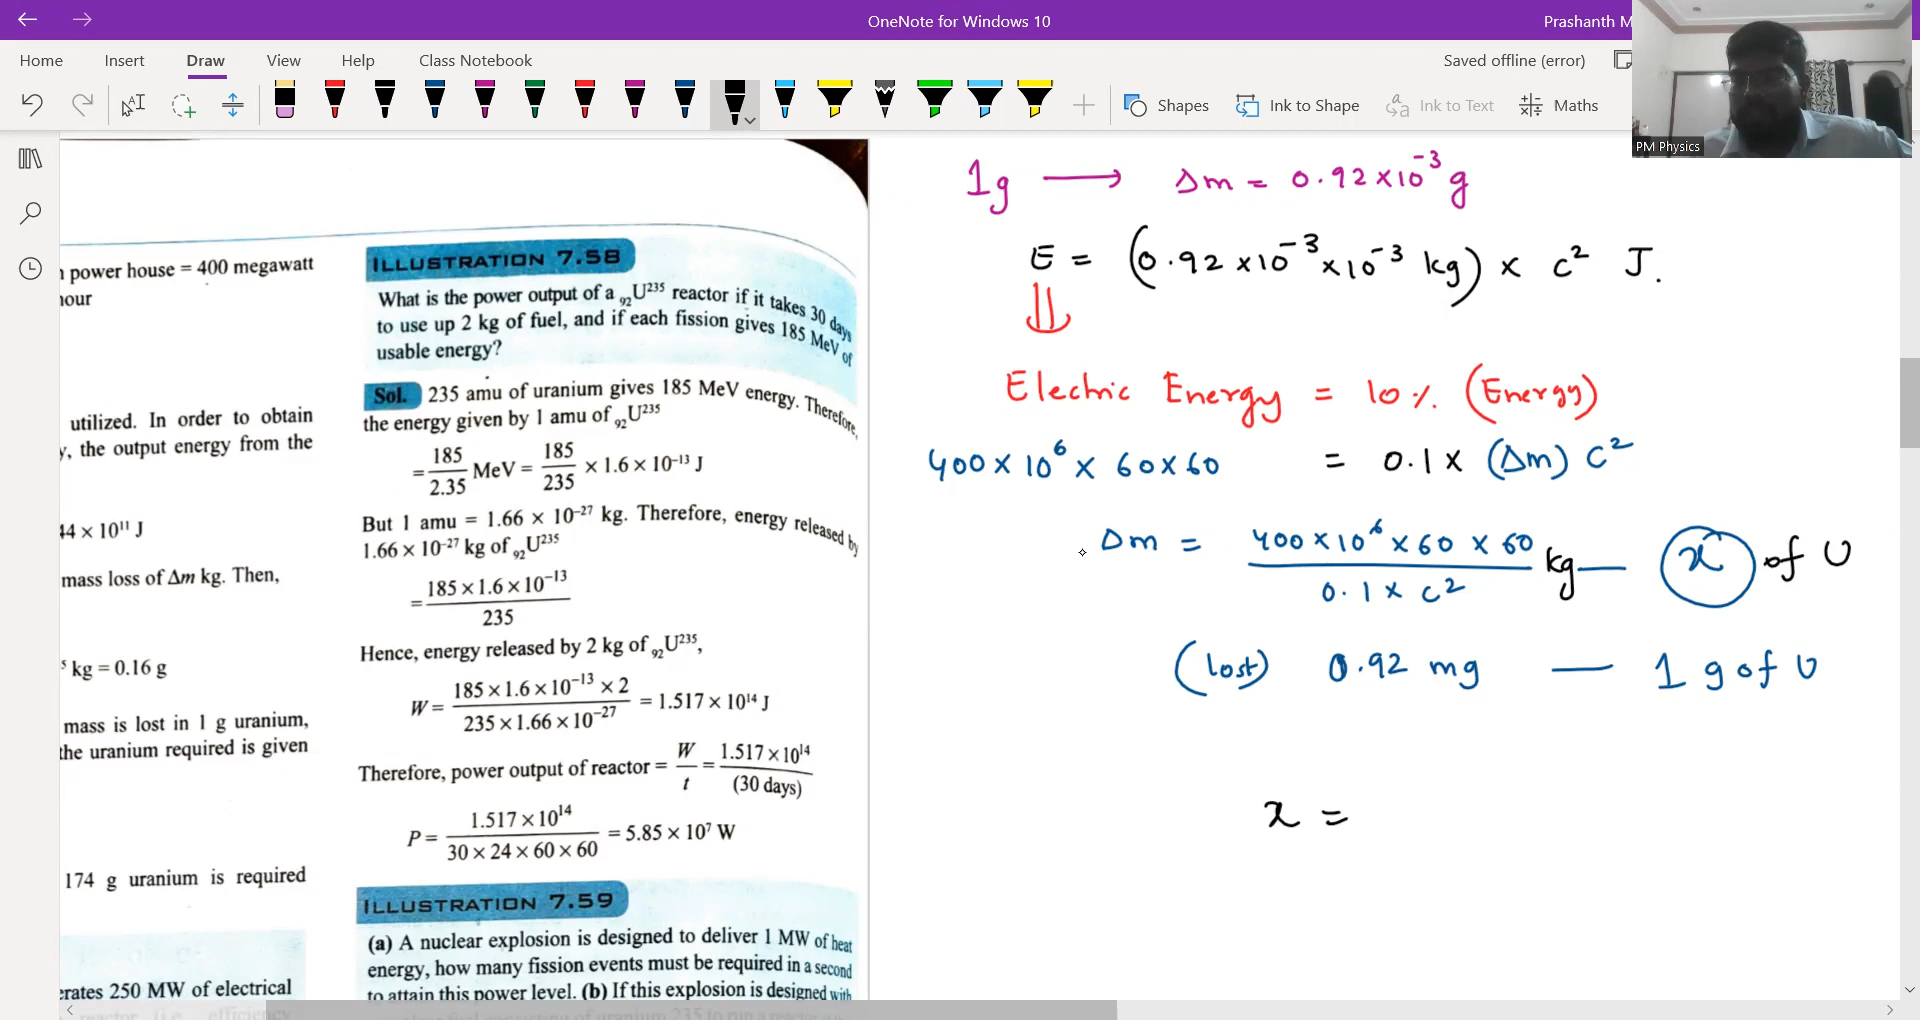 OneNote for Windows 10
Prashanth M
Home Insert Draw View Help Class Notebook
Saved offline (error)
Shapes Ink to Shape Ink to Text Maths
PM Physics
power house = 400 megawatt
our
utilized. In order to obtain
y, the output energy from the
44 × 10¹¹ J
mass loss of Δm kg. Then,
⁵ kg = 0.16 g
mass is lost in 1 g uranium,
the uranium required is given
174 g uranium is required
erates 250 MW of electrical
reactor (i.e. efficiency
ILLUSTRATION 7.58
What is the power output of a ₉₂U²³⁵ reactor if it takes 30 days
to use up 2 kg of fuel, and if each fission gives 185 MeV of
usable energy?
Sol. 235 amu of uranium gives 185 MeV energy. Therefore,
the energy given by 1 amu of ₉₂U²³⁵
= 185/2.35 MeV = 185/235 × 1.6 × 10⁻¹³ J
But 1 amu = 1.66 × 10⁻²⁷ kg. Therefore, energy released by
1.66 × 10⁻²⁷ kg of ₉₂U²³⁵
= 185 × 1.6 × 10⁻¹³ / 235
Hence, energy released by 2 kg of ₉₂U²³⁵,
W = 185 × 1.6 × 10⁻¹³ × 2 / 235 × 1.66 × 10⁻²⁷ = 1.517 × 10¹⁴ J
Therefore, power output of reactor = W/t = 1.517 × 10¹⁴ / (30 days)
P = 1.517 × 10¹⁴ / 30 × 24 × 60 × 60 = 5.85 × 10⁷ W
ILLUSTRATION 7.59
(a) A nuclear explosion is designed to deliver 1 MW of heat
energy, how many fission events must be required in a second
to attain this power level. (b) If this explosion is designed with
1g → Δm = 0.92 × 10⁻³ g
E = (0.92 × 10⁻³ × 10⁻³ kg) × c² J.
Electric Energy = 10 % (Energy)
400 × 10⁶ × 60 × 60 = 0.1 × (Δm) c²
Δm = 400 × 10⁶ × 60 × 60 / 0.1 × c² kg — x of U
(lost) 0.92 mg — 1 g of U
x =